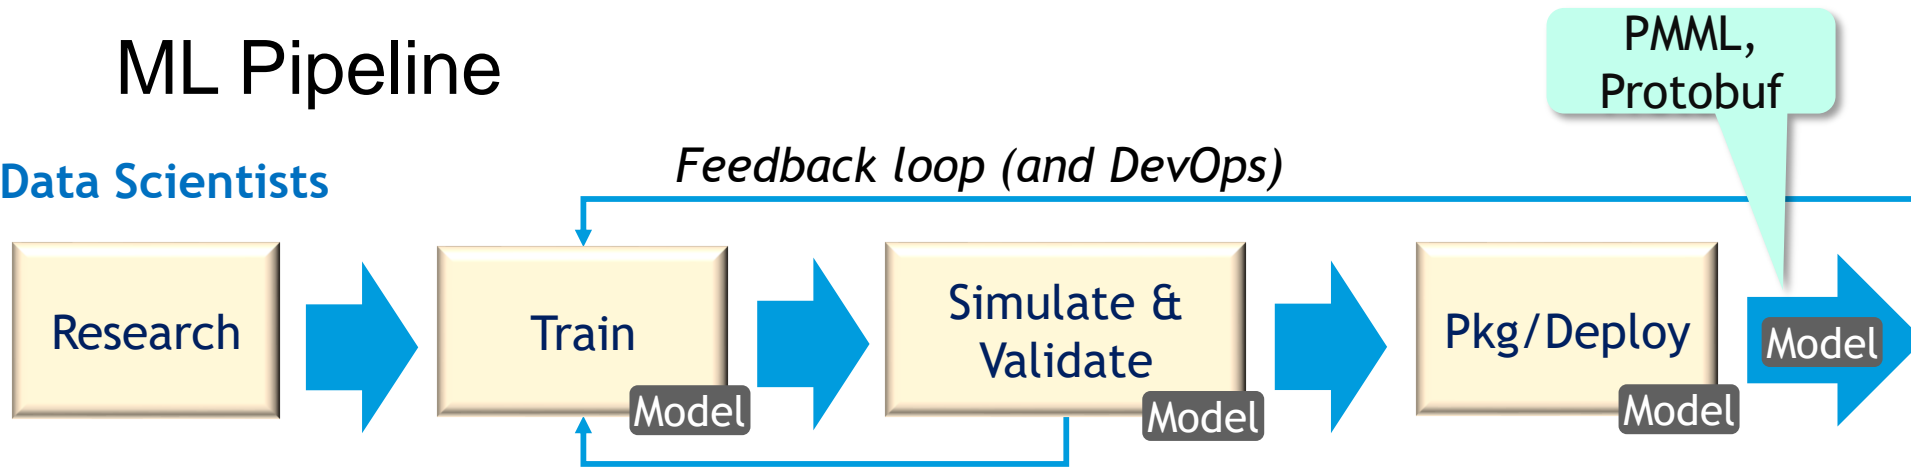 ML Pipeline
PMML,
Protobuf
Data Scientists
Feedback loop (and DevOps)
Research
Train
Model
Simulate &
Validate
Model
Pkg/Deploy
Model
Model